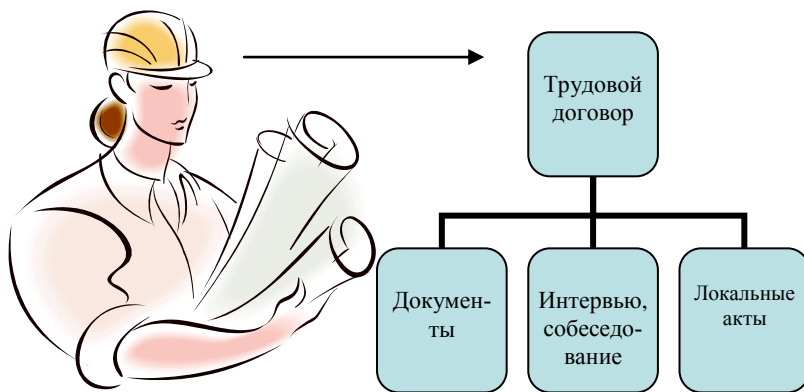 Трудовой
договор
Докумен-
ты
Интервью,
собеседо-
вание
Локальные
акты